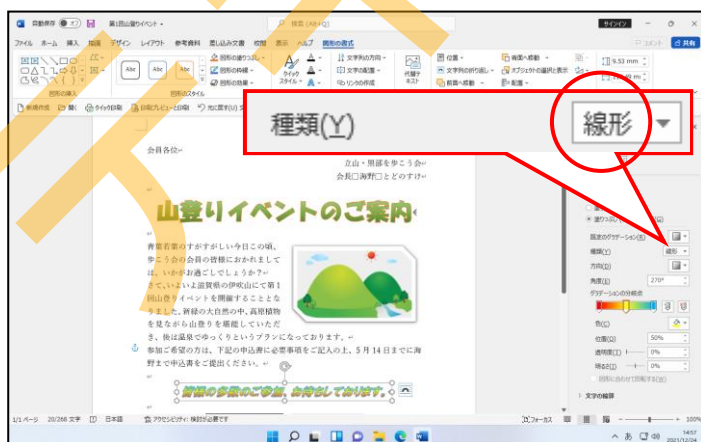 自動保存 オフ 第1回山登りイベント 検索 (Alt+Q) サインイン
ファイル ホーム 挿入 描画 デザイン レイアウト 参考資料 差し込み文書 校閲 表示 ヘルプ 図形の書式 コメント 共有
図形の塗りつぶし 文字列の方向 位置 背面へ移動 9.53 mm
Abc Abc Abc 図形の枠線 クイックスタイル 文字の配置 代替テキスト 文字列の折り返し オブジェクトの選択と表示
図形の効果 リンクの作成 前面へ移動 配置
図形の挿入 図形のスタイル
新規作成 開く クイック印刷 印刷プレビューと印刷 元に戻す(U)
種類(Y) 線形
会員各位
立山・黒部を歩こう会
会長□海野□とどのすけ
山登りイベントのご案内
青葉若葉のすがすがしい今日この頃、
歩こう会の会員の皆様におかれまして
は、いかがお過ごしでしょうか?
さて、いよいよ滋賀県の伊吹山にて第1
回山登りイベントを開催することとな
りました。新緑の大自然の中、高原植物
を見ながら山登りを堪能していただ
き、後は温泉でゆっくりというプランになっております。
参加ご希望の方は、下記の申込書に必要事項をご記入の上、5月14日までに海
野まで申込書をご提出ください。
皆様の多数のご参加、お待ちしております。
既定のグラデーション(R)
種類(Y) 線形
方向(D)
角度(E) 270°
グラデーションの分岐点
色(C)
位置(O) 50%
透明度(T) 0%
明るさ(I) 0%
図形に合わせて回転する(W)
文字の輪郭
1/1 ページ 20/268 文字 日本語 アクセシビリティ: 検討が必要です フォーカス 100%
あ 14:57
2021/12/24